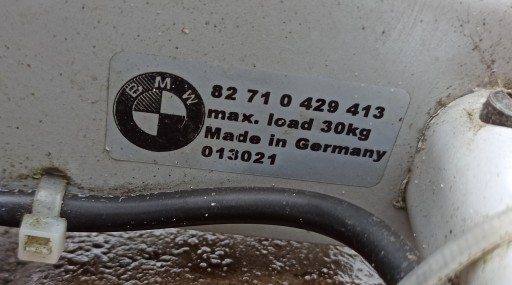 BMW
82 71 0 429 413
max. load 30kg
Made in Germany
013021